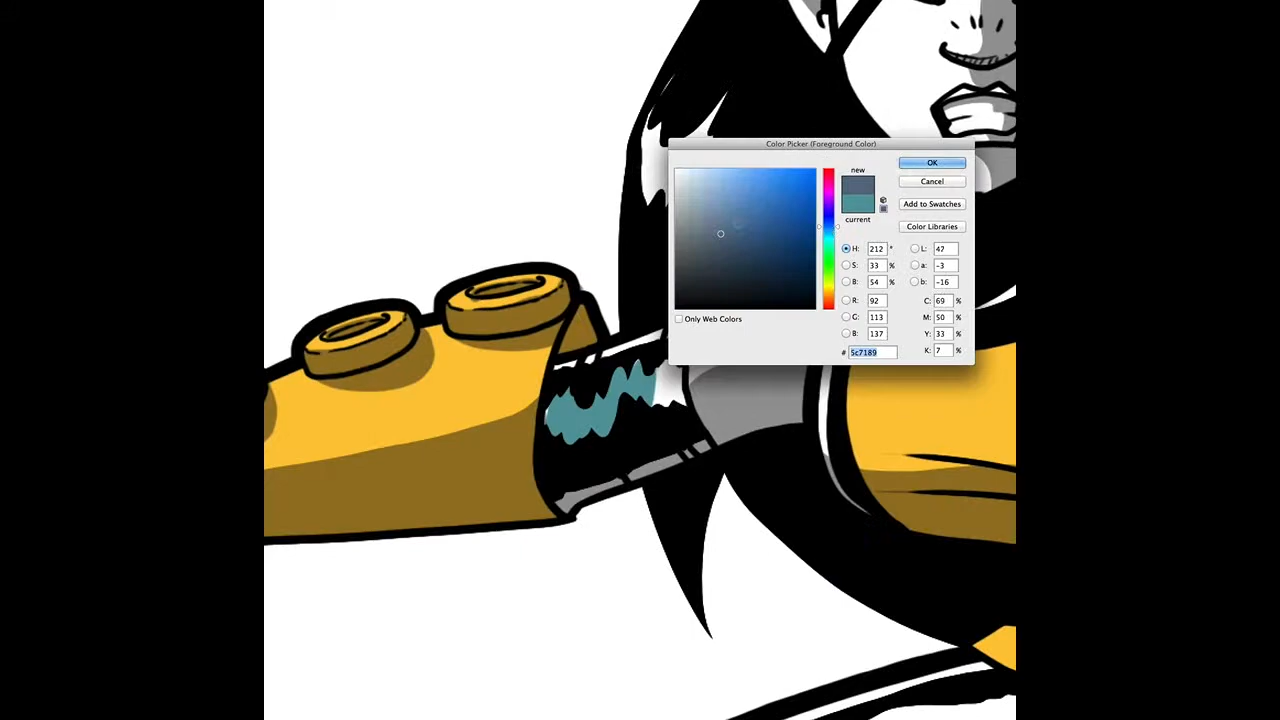 Color Picker (Foreground Color)
new
OK
Cancel
Add to Swatches
current
Color Libraries
H: 212 °
L: 47
S: 33 %
a: -3
B: 54 %
b: -16
R: 92
C: 69 %
G: 113
M: 50 %
B: 137
Y: 33 %
Only Web Colors
# 5c7189
K: 7 %